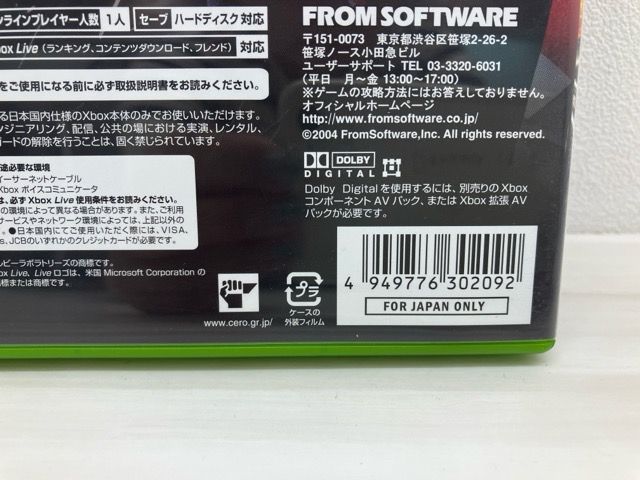 ンラインプレイヤー人数 1人 セーブ ハードディスク対応
box Live (ランキング、コンテンツダウンロード、フレンド) 対応
をご使用になる前に必ず取扱説明書をお読みください。
る日本国内仕様のXbox本体のみでお使いいただけます。
ンジニアリング、配信、公共の場における実演、レンタル、
ードの解除を行うことは、固く禁じられています。
途必要な環境
イーサーネットケーブル
Xbox ボイスコミュニケータ
は、必ず Xbox Live 使用条件をお読みください。
の環境によって異なる場合があります。また、ご利用
サービスやネットワーク環境によっては、上記以外の
●日本国内にてご使用いただく際には、VISA、
s、JCBのいずれかのクレジットカードが必要です。
ルビーラボラトリーズの商標です。
box Live、Live ロゴは、米国 Microsoft Corporation の
商標または商標です。
FROMSOFTWARE
〒151-0073 東京都渋谷区笹塚2-26-2
笹塚ノース小田急ビル
ユーザーサポート TEL 03-3320-6031
(平日 月~金 13:00~17:00)
※ゲームの攻略方法にはお答えしておりません。
オフィシャルホームページ
http://www.fromsoftware.co.jp/
©2004 FromSoftware,Inc. All rights reserved.
DOLBY
DIGITAL
Dolby Digitalを使用するには、別売りの Xbox
コンポーネント AV パック、または Xbox 拡張 AV
パックが必要です。
www.cero.gr.jp/
プラ
ケースの
外装フィルム
4 949776 302092
FOR JAPAN ONLY